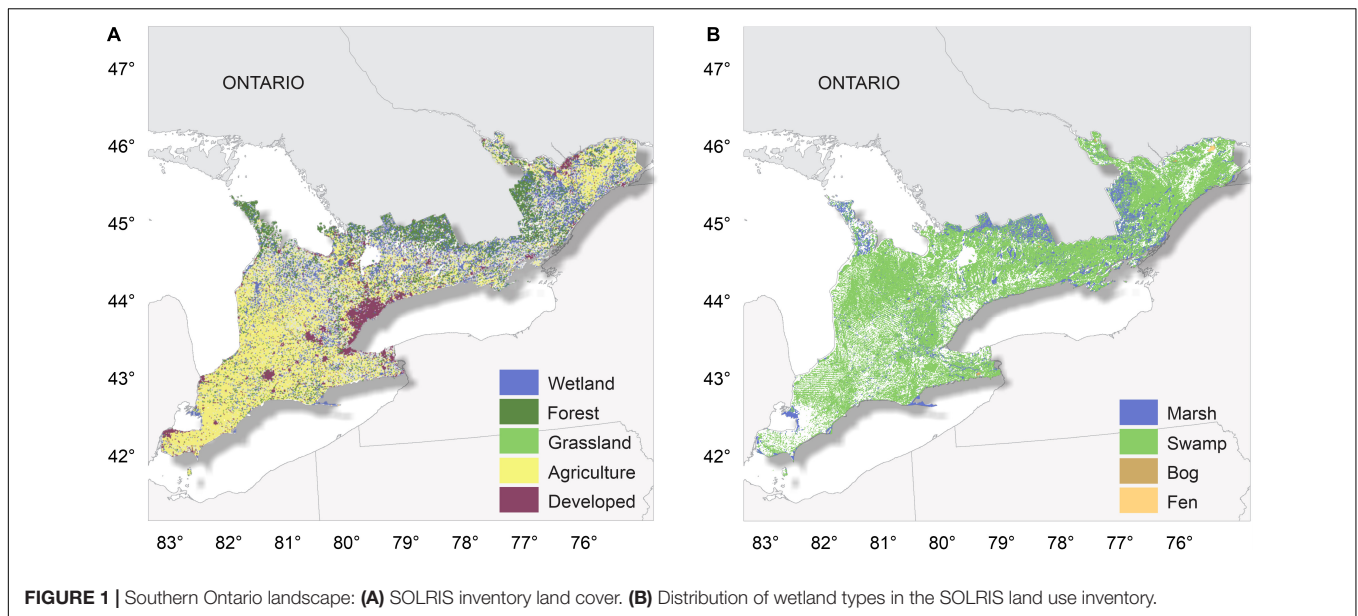 A
B
47°
ONTARIO
46°
45°
44°
43°
42°
Wetland
Forest
Grassland
Agriculture
Developed
83°
82°
81°
80°
79°
78°
77°
76°
47°
ONTARIO
46°
45°
44°
43°
42°
Marsh
Swamp
Bog
Fen
83°
82°
81°
80°
79°
78°
77°
76°
FIGURE 1 | Southern Ontario landscape: (A) SOLRIS inventory land cover. (B) Distribution of wetland types in the SOLRIS land use inventory.